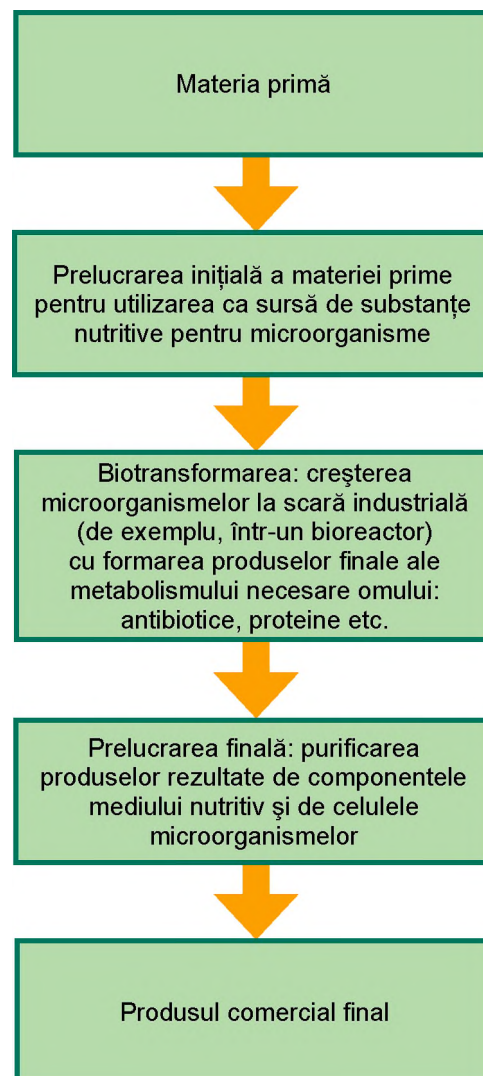 Materia primă
Prelucrarea inițială a materiei prime
pentru utilizarea ca sursă de substanțe
nutritive pentru microorganisme
Biotransformarea: creşterea
microorganismelor la scară industrială
(de exemplu, într-un bioreactor)
cu formarea produselor finale ale
metabolismului necesare omului:
antibiotice, proteine etc.
Prelucrarea finală: purificarea
produselor rezultate de componentele
mediului nutritiv şi de celulele
microorganismelor
Produsul comercial final